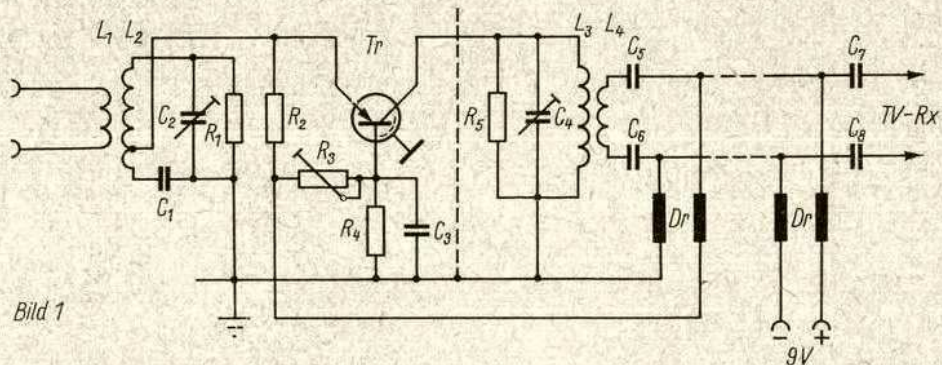 L₁ L₂
Tr
L₃ L₄
C₅
C₇
C₂
R₁
R₂
R₅
C₄
TV-Rx
R₃
C₆
C₈
C₁
R₄
C₃
Dr
Dr
Bild 1
− +
9V